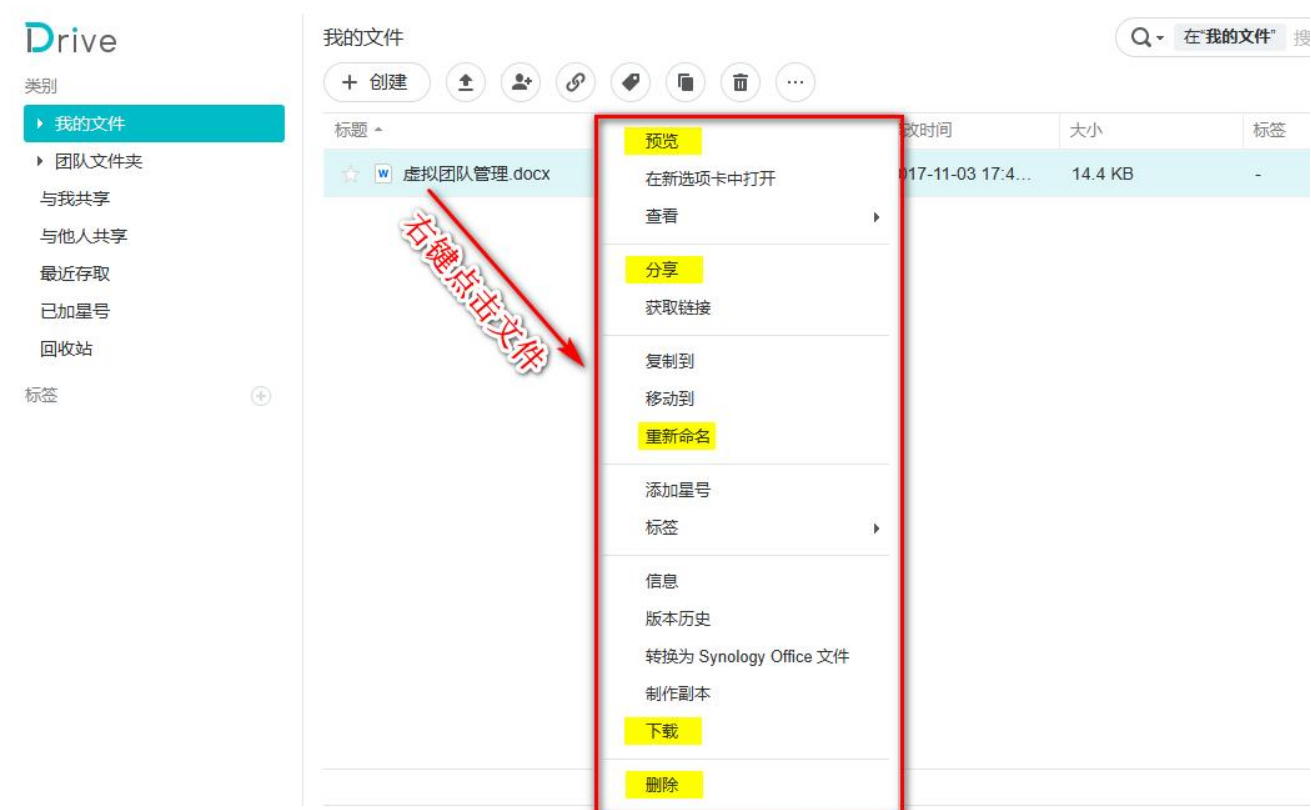 Drive
类别
我的文件
团队文件夹
与我共享
与他人共享
最近存取
已加星号
回收站
标签
我的文件
在"我的文件" 搜
+ 创建
标题 改时间 大小 标签
虚拟团队管理.docx 017-11-03 17:4... 14.4 KB -
右键点击文件
预览
在新选项卡中打开
查看
分享
获取链接
复制到
移动到
重新命名
添加星号
标签
信息
版本历史
转换为 Synology Office 文件
制作副本
下载
删除